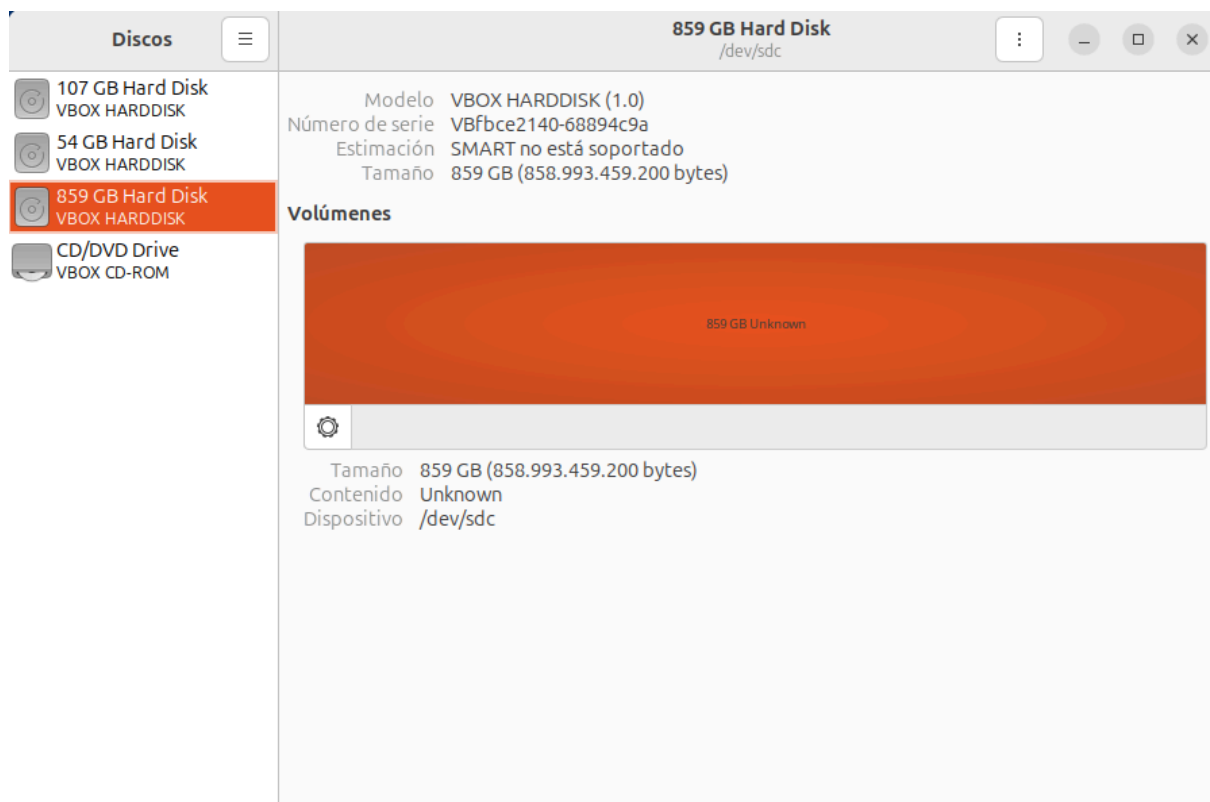 Discos
859 GB Hard Disk
/dev/sdc
107 GB Hard Disk
VBOX HARDDISK
54 GB Hard Disk
VBOX HARDDISK
859 GB Hard Disk
VBOX HARDDISK
CD/DVD Drive
VBOX CD-ROM
Modelo VBOX HARDDISK (1.0)
Número de serie VBfbce2140-68894c9a
Estimación SMART no está soportado
Tamaño 859 GB (858.993.459.200 bytes)
Volúmenes
859 GB Unknown
Tamaño 859 GB (858.993.459.200 bytes)
Contenido Unknown
Dispositivo /dev/sdc